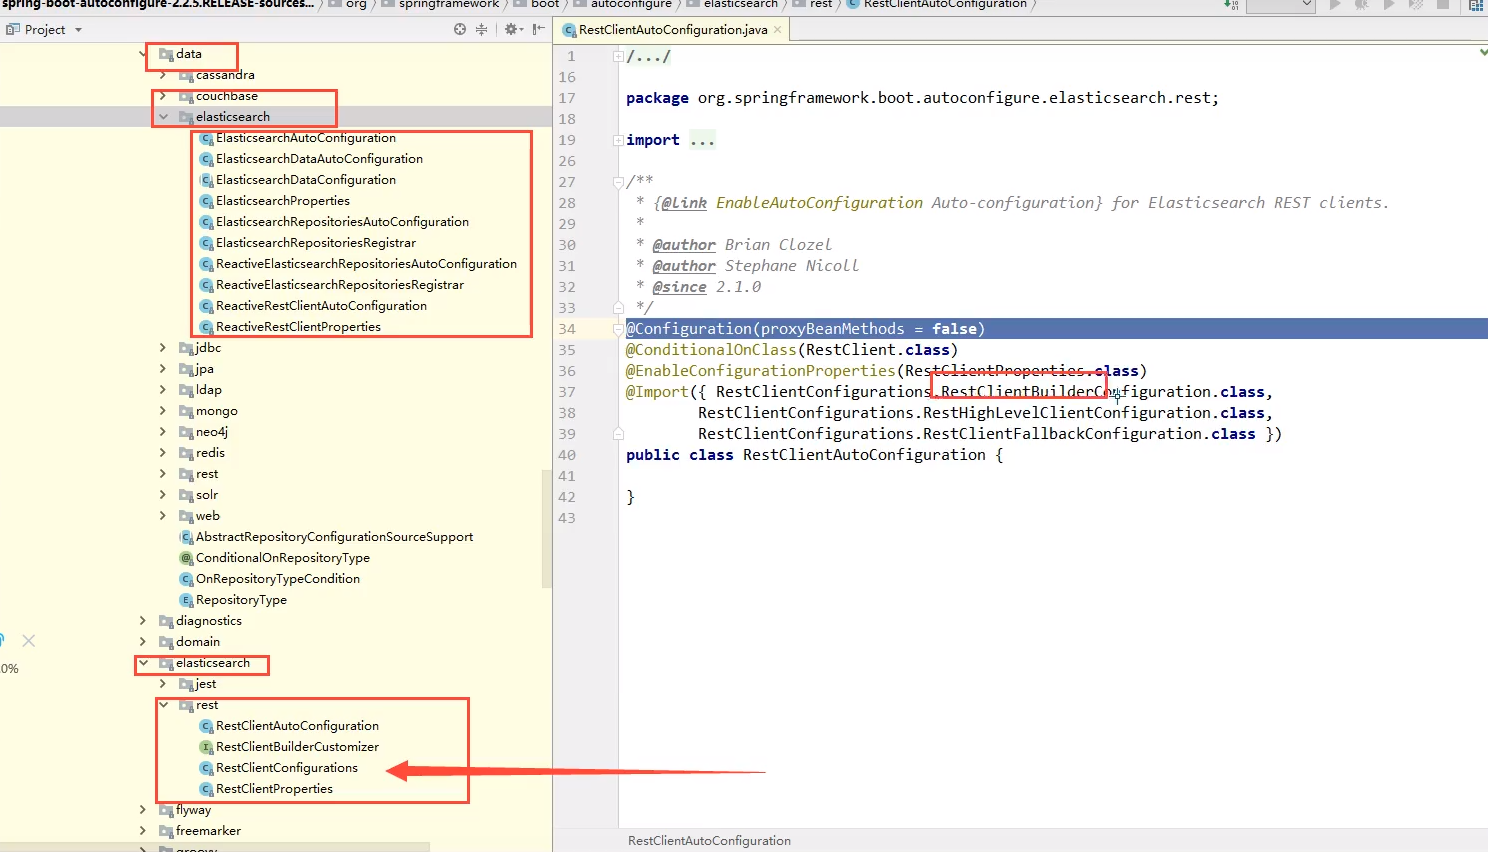 spring-boot-autoconfigure-2.2.5.RELEASE-sources... org springframework boot autoconfigure elasticsearch rest RestClientAutoConfiguration
Project
data
cassandra
couchbase
elasticsearch
ElasticsearchAutoConfiguration
ElasticsearchDataAutoConfiguration
ElasticsearchDataConfiguration
ElasticsearchProperties
ElasticsearchRepositoriesAutoConfiguration
ElasticsearchRepositoriesRegistrar
ReactiveElasticsearchRepositoriesAutoConfiguration
ReactiveElasticsearchRepositoriesRegistrar
ReactiveRestClientAutoConfiguration
ReactiveRestClientProperties
jdbc
jpa
ldap
mongo
neo4j
redis
rest
solr
web
AbstractRepositoryConfigurationSourceSupport
ConditionalOnRepositoryType
OnRepositoryTypeCondition
RepositoryType
diagnostics
domain
elasticsearch
jest
rest
RestClientAutoConfiguration
RestClientBuilderCustomizer
RestClientConfigurations
RestClientProperties
flyway
freemarker
groovy
.0%
RestClientAutoConfiguration.java
1 /.../
16
17 package org.springframework.boot.autoconfigure.elasticsearch.rest;
18
19 import ...
26
27 /**
28 * {@link EnableAutoConfiguration Auto-configuration} for Elasticsearch REST clients.
29 *
30 * @author Brian Clozel
31 * @author Stephane Nicoll
32 * @since 2.1.0
33 */
34 @Configuration(proxyBeanMethods = false)
35 @ConditionalOnClass(RestClient.class)
36 @EnableConfigurationProperties(RestClientProperties.class)
37 @Import({ RestClientConfigurations.RestClientBuilderConfiguration.class,
38 RestClientConfigurations.RestHighLevelClientConfiguration.class,
39 RestClientConfigurations.RestClientFallbackConfiguration.class })
40 public class RestClientAutoConfiguration {
41
42 }
43
RestClientAutoConfiguration